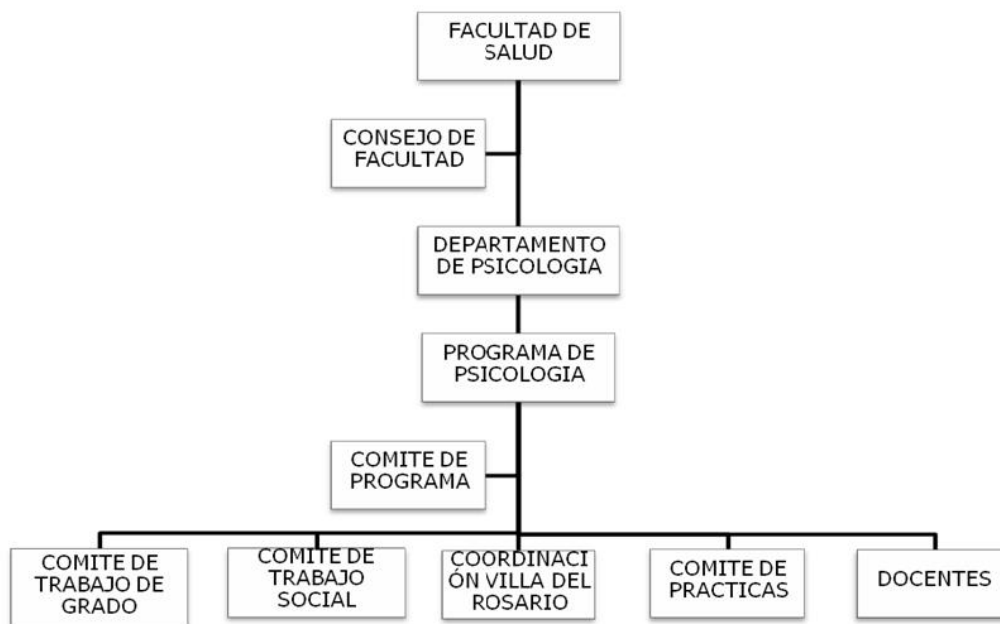 FACULTAD DE
SALUD
CONSEJO DE
FACULTAD
DEPARTAMENTO
DE PSICOLOGIA
PROGRAMA DE
PSICOLOGIA
COMITE DE
PROGRAMA
COMITE DE
TRABAJO DE
GRADO
COMITE DE
TRABAJO
SOCIAL
COORDINACI
ÓN VILLA DEL
ROSARIO
COMITE DE
PRACTICAS
DOCENTES